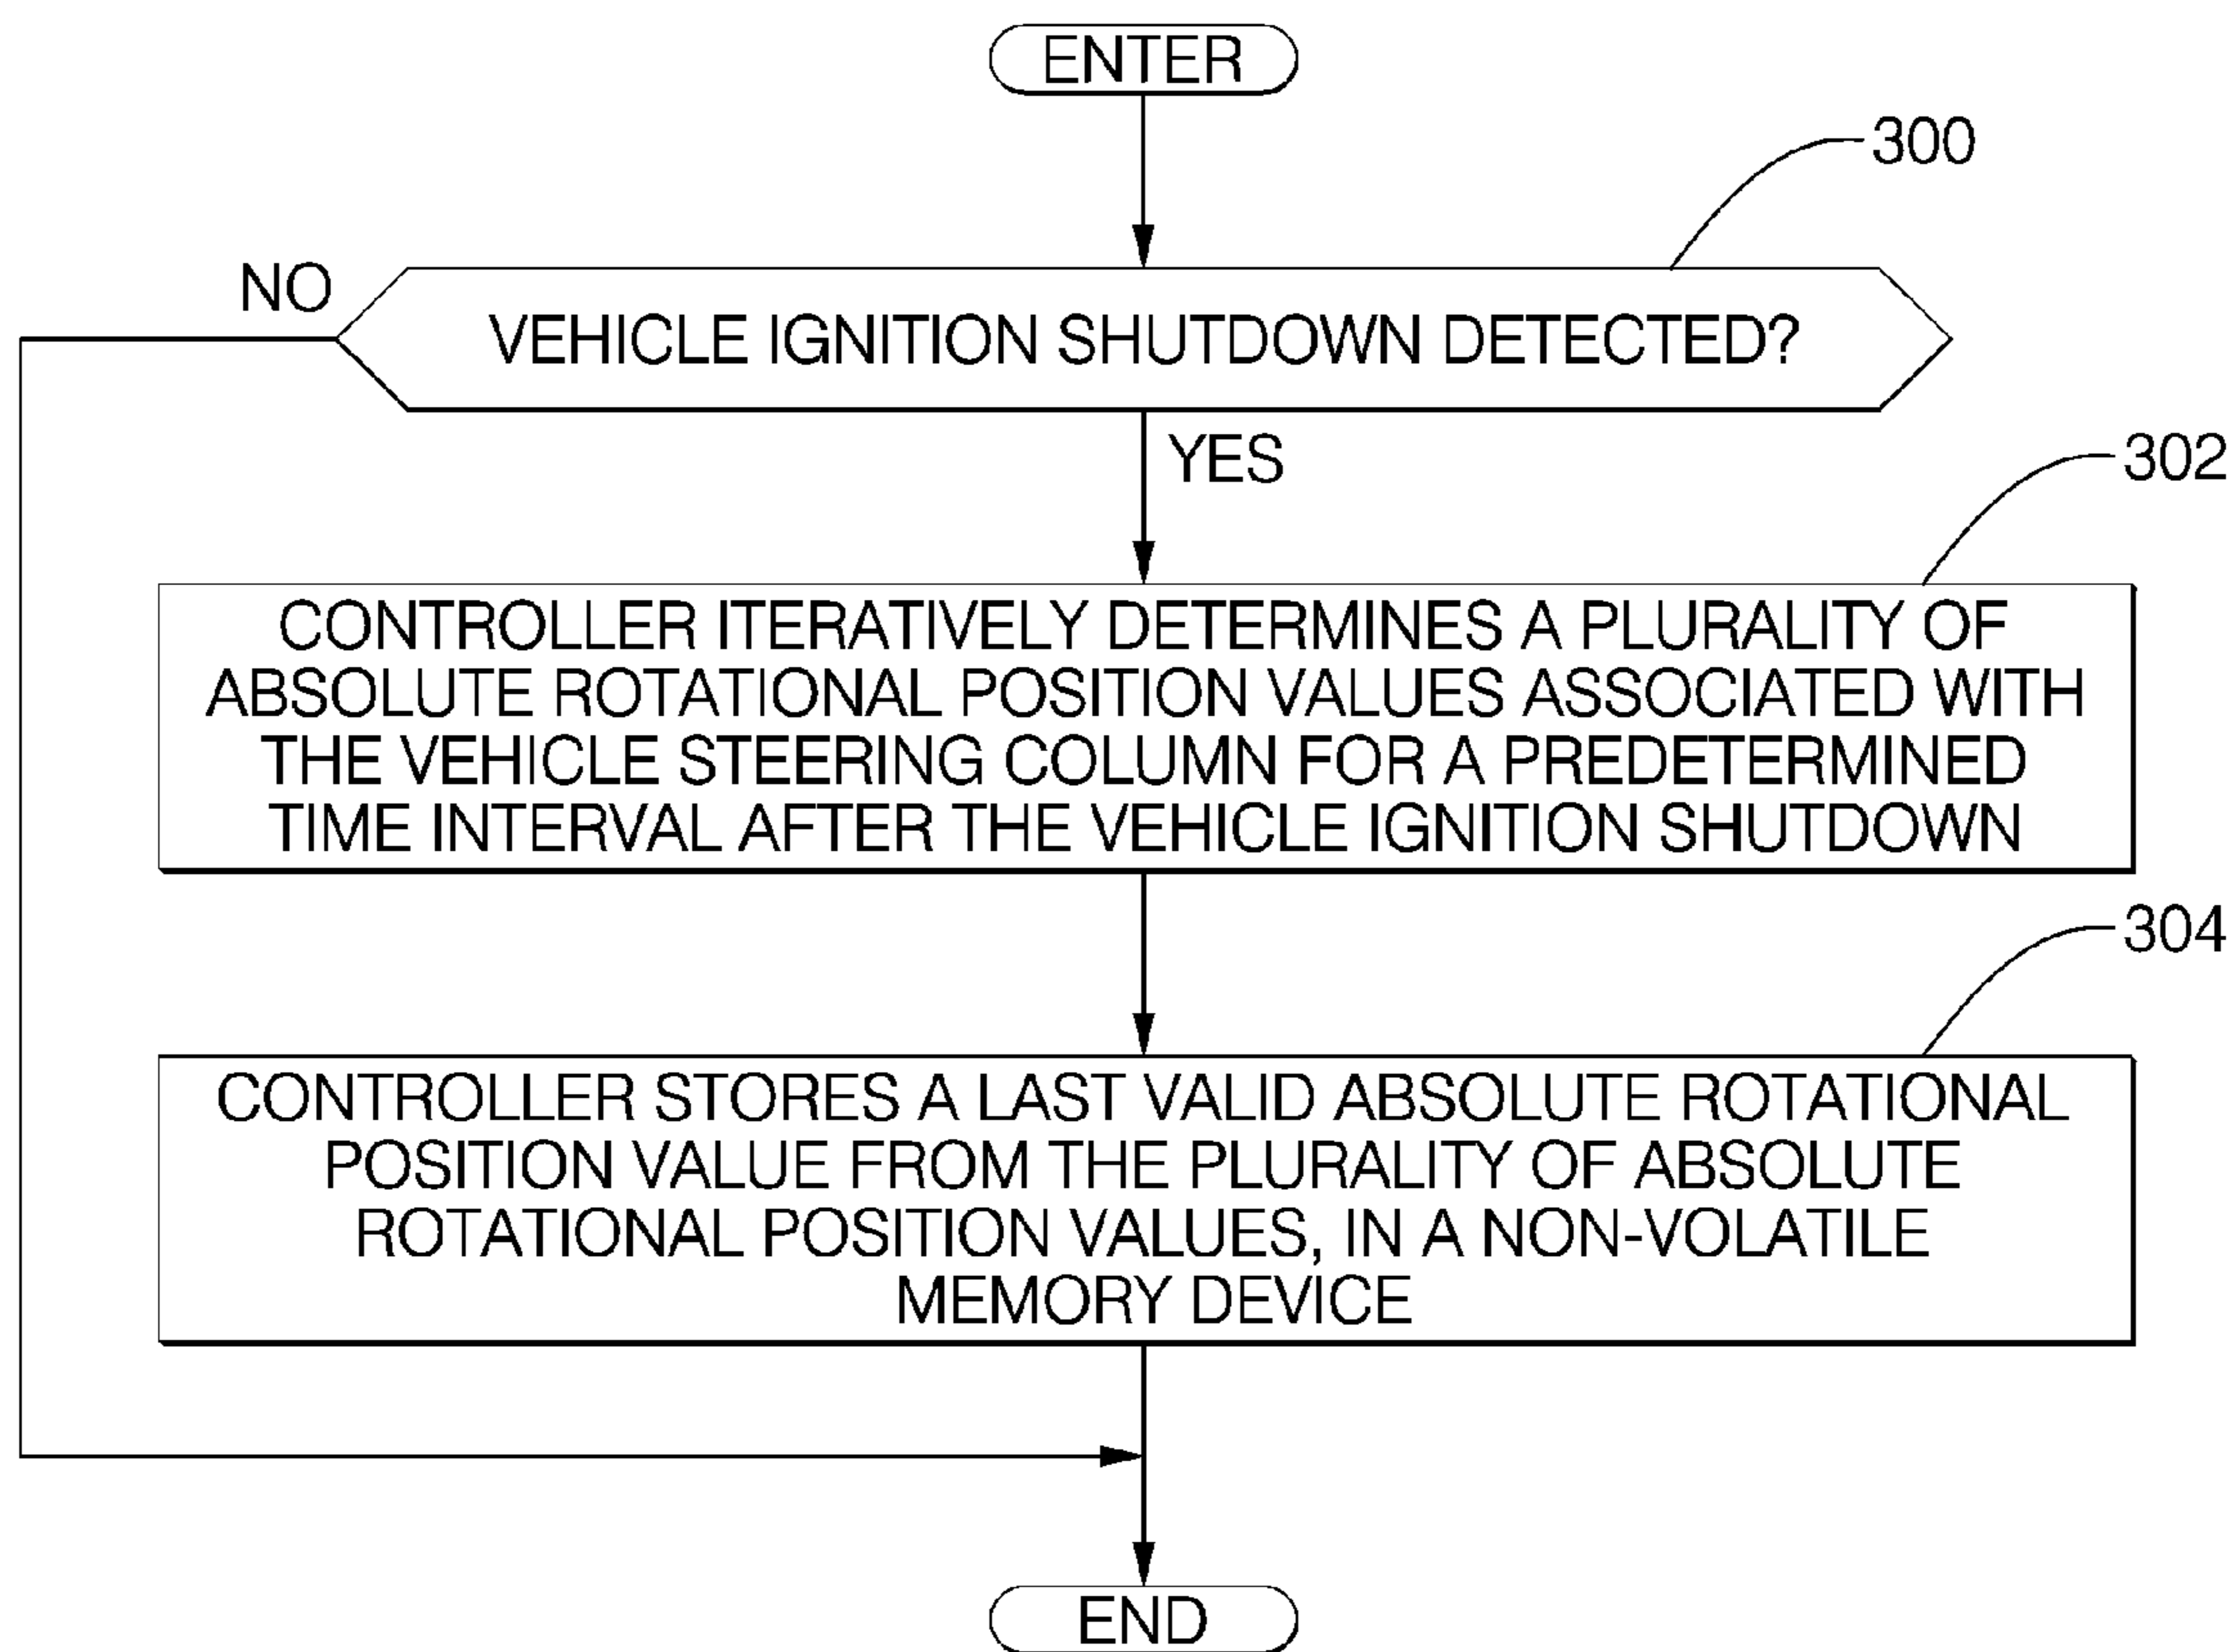 ENTER
300
NO
VEHICLE IGNITION SHUTDOWN DETECTED?
YES
302
CONTROLLER ITERATIVELY DETERMINES A PLURALITY OF
ABSOLUTE ROTATIONAL POSITION VALUES ASSOCIATED WITH
THE VEHICLE STEERING COLUMN FOR A PREDETERMINED
TIME INTERVAL AFTER THE VEHICLE IGNITION SHUTDOWN
304
CONTROLLER STORES A LAST VALID ABSOLUTE ROTATIONAL
POSITION VALUE FROM THE PLURALITY OF ABSOLUTE
ROTATIONAL POSITION VALUES, IN A NON-VOLATILE
MEMORY DEVICE
END